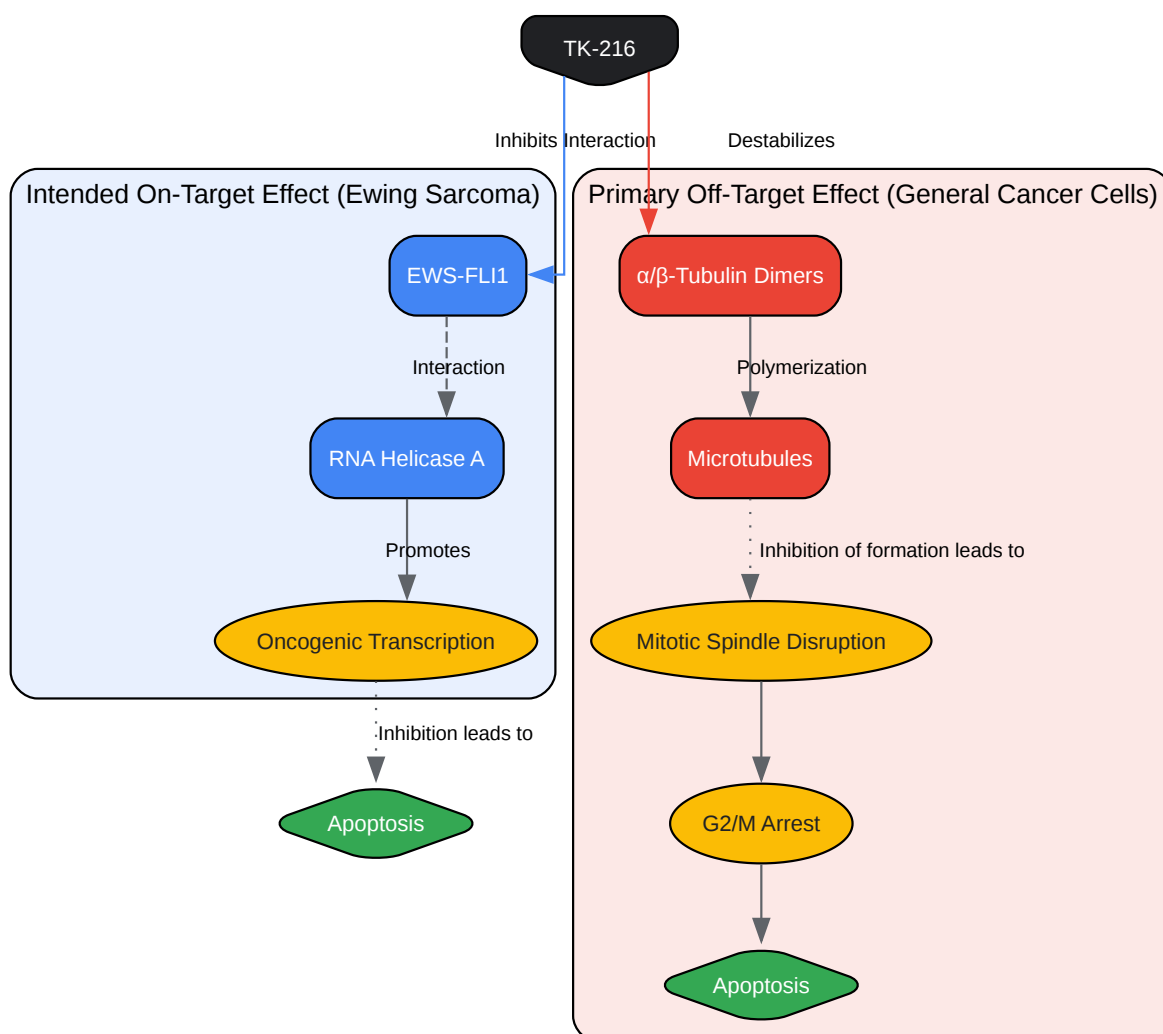 TK-216
Inhibits Interaction
Destabilizes
Intended On-Target Effect (Ewing Sarcoma)
EWS-FLI1
Interaction
RNA Helicase A
Promotes
Oncogenic Transcription
Inhibition leads to
Apoptosis
Primary Off-Target Effect (General Cancer Cells)
α/β-Tubulin Dimers
Polymerization
Microtubules
Inhibition of formation leads to
Mitotic Spindle Disruption
G2/M Arrest
Apoptosis